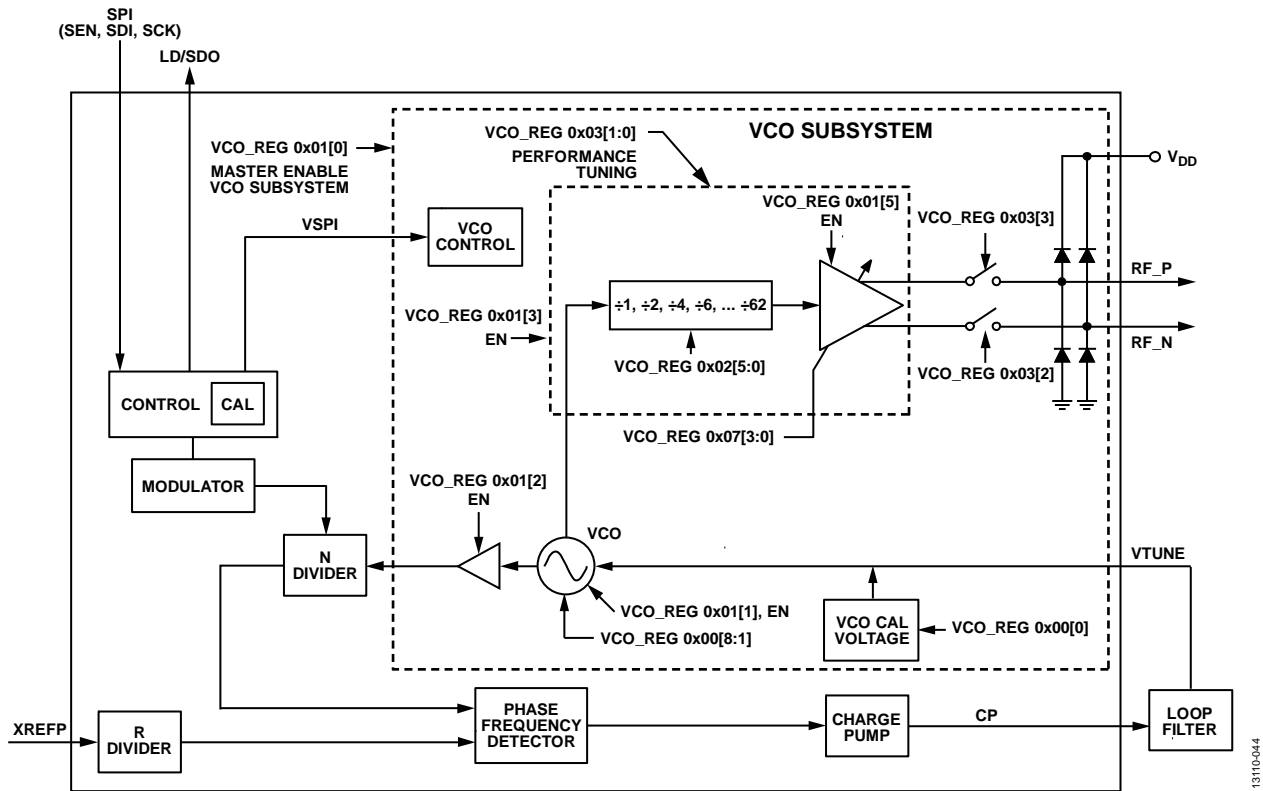 SPI
(SEN, SDI, SCK)
LD/SDO
VCO_REG 0x01[0]
MASTER ENABLE
VCO SUBSYSTEM
VCO_REG 0x03[1:0]
PERFORMANCE
TUNING
VCO SUBSYSTEM
VDD
VSPI
VCO
CONTROL
VCO_REG 0x01[5]
EN
VCO_REG 0x03[3]
RF_P
÷1, ÷2, ÷4, ÷6, ... ÷62
VCO_REG 0x01[3]
EN
RF_N
VCO_REG 0x02[5:0]
VCO_REG 0x03[2]
CONTROL
CAL
VCO_REG 0x07[3:0]
MODULATOR
VCO_REG 0x01[2]
EN
VCO
VTUNE
N
DIVIDER
VCO_REG 0x01[1], EN
VCO_REG 0x00[8:1]
VCO CAL
VOLTAGE
VCO_REG 0x00[0]
XREFP
R
DIVIDER
PHASE
FREQUENCY
DETECTOR
CHARGE
PUMP
CP
LOOP
FILTER
13110-044